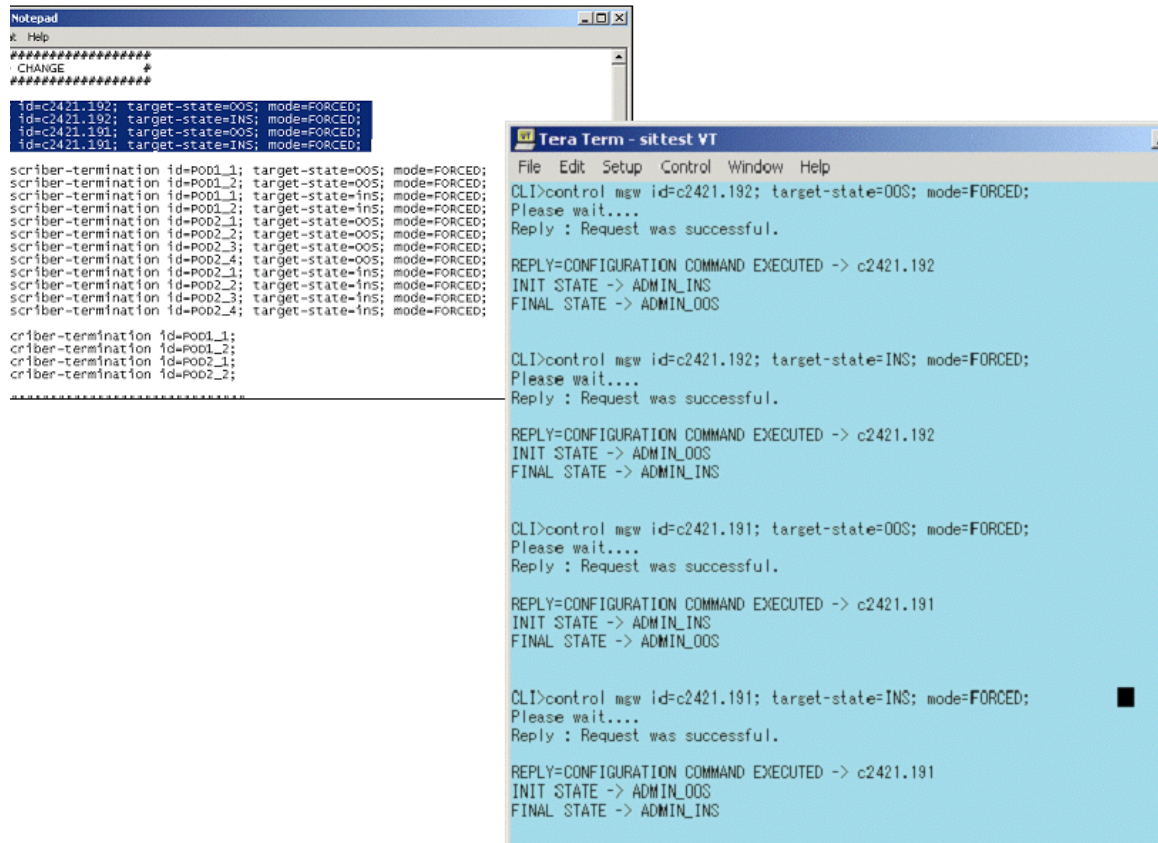 Notepad
Help
##################
CHANGE #
##################
id=c2421.192; target-state=OOS; mode=FORCED;
id=c2421.192; target-state=INS; mode=FORCED;
id=c2421.191; target-state=OOS; mode=FORCED;
id=c2421.191; target-state=INS; mode=FORCED;
scriber-termination id=POD1_1; target-state=OOS; mode=FORCED;
scriber-termination id=POD1_2; target-state=OOS; mode=FORCED;
scriber-termination id=POD1_1; target-state=inS; mode=FORCED;
scriber-termination id=POD1_2; target-state=inS; mode=FORCED;
scriber-termination id=POD2_1; target-state=OOS; mode=FORCED;
scriber-termination id=POD2_2; target-state=OOS; mode=FORCED;
scriber-termination id=POD2_3; target-state=OOS; mode=FORCED;
scriber-termination id=POD2_4; target-state=OOS; mode=FORCED;
scriber-termination id=POD2_1; target-state=inS; mode=FORCED;
scriber-termination id=POD2_2; target-state=inS; mode=FORCED;
scriber-termination id=POD2_3; target-state=inS; mode=FORCED;
scriber-termination id=POD2_4; target-state=inS; mode=FORCED;
criber-termination id=POD1_1;
criber-termination id=POD1_2;
criber-termination id=POD2_1;
criber-termination id=POD2_2;
Tera Term - sittest VT
File Edit Setup Control Window Help
CLI>control mgw id=c2421.192; target-state=OOS; mode=FORCED;
Please wait....
Reply : Request was successful.
REPLY=CONFIGURATION COMMAND EXECUTED -> c2421.192
INIT STATE -> ADMIN_INS
FINAL STATE -> ADMIN_OOS
CLI>control mgw id=c2421.192; target-state=INS; mode=FORCED;
Please wait....
Reply : Request was successful.
REPLY=CONFIGURATION COMMAND EXECUTED -> c2421.192
INIT STATE -> ADMIN_OOS
FINAL STATE -> ADMIN_INS
CLI>control mgw id=c2421.191; target-state=OOS; mode=FORCED;
Please wait....
Reply : Request was successful.
REPLY=CONFIGURATION COMMAND EXECUTED -> c2421.191
INIT STATE -> ADMIN_INS
FINAL STATE -> ADMIN_OOS
CLI>control mgw id=c2421.191; target-state=INS; mode=FORCED;
Please wait....
Reply : Request was successful.
REPLY=CONFIGURATION COMMAND EXECUTED -> c2421.191
INIT STATE -> ADMIN_OOS
FINAL STATE -> ADMIN_INS